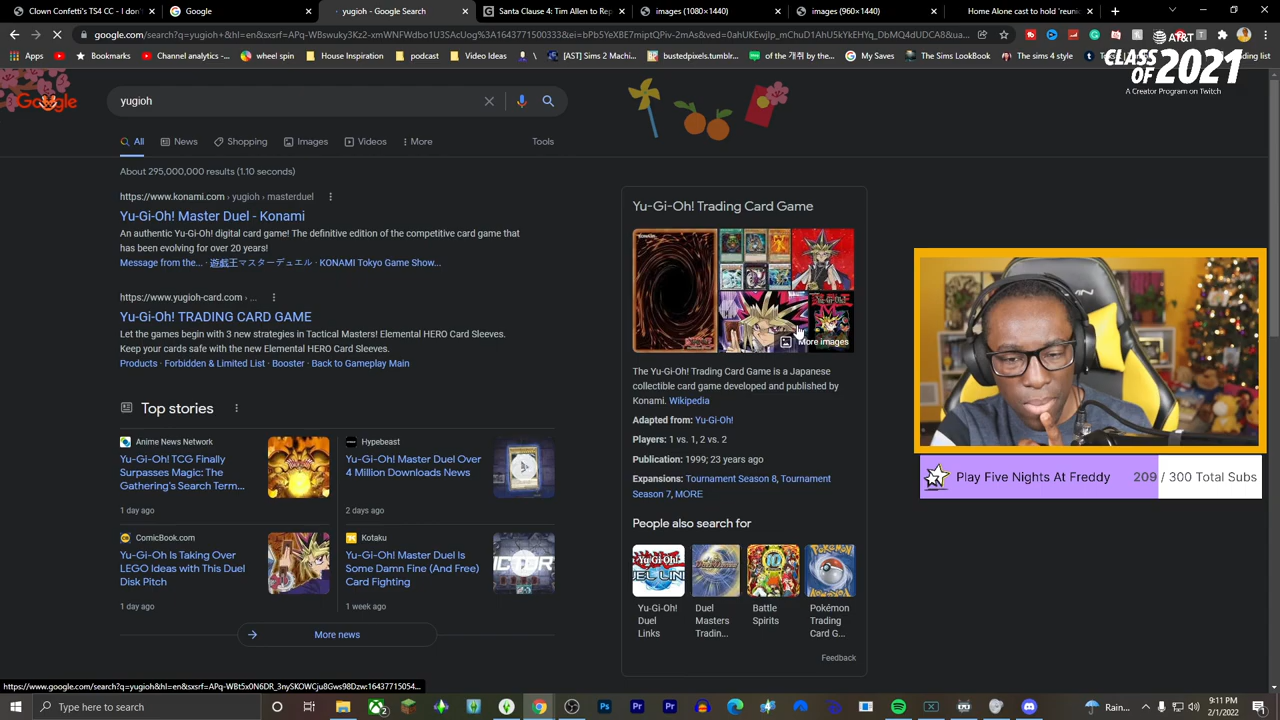 Clown Confetti's TS4 CC - I don't
Google
yugioh - Google Search
Santa Clause 4: Tim Allen to Rep
images (1080×1440)
images (960×1440)
Home Alone cast to hold 'reunio
Apps
Bookmarks
Channel analytics -
section
House Inspiration
Poses
Video Ideas
[AST] Sims 2 Machin
bustedpixels.tumblr...
of the 개쥐 by the...
My Saves
The Sims LookBook
The 4 sims style
AT&T
CLASS
OF 2021
A Creator Program on Twitch
Google
yugioh
All
News
Shopping
Images
Videos
More
Tools
About 295,000,000 results (1.10 seconds)
https://www.konami.com › yugioh › masterduel
Yu-Gi-Oh! Master Duel - Konami
An authentic Yu-Gi-Oh! digital card game! The definitive edition of the competitive card game that
has been evolving for over 20 years!
Message from the... · 遊戯王マスターデュエル · KONAMI Tokyo Game Show...
https://www.yugioh-card.com › ...
Yu-Gi-Oh! TRADING CARD GAME
Let the games begin with 3 new strategies in Tactical Masters! Elemental HERO Card Sleeves.
Keep your cards safe with the new Elemental HERO Card Sleeves.
Products · Forbidden & Limited List · Booster · Back to Gameplay Main
Top stories
Anime News Network
Yu-Gi-Oh! TCG Finally
Surpasses Magic: The
Gathering's Search Term...
1 day ago
Hypebeast
Yu-Gi-Oh! Master Duel Over
4 Million Downloads News
2 days ago
ComicBook.com
Yu-Gi-Oh Is Taking Over
LEGO Ideas with This Duel
Disk Pitch
1 day ago
Kotaku
Yu-Gi-Oh! Master Duel Is
Some Damn Fine (And Free)
Card Fighting
1 week ago
More news
Yu-Gi-Oh! Trading Card Game
More images
The Yu-Gi-Oh! Trading Card Game is a Japanese
collectible card game developed and published by
Konami. Wikipedia
Adapted from: Yu-Gi-Oh!
Players: 1 vs. 1, 2 vs. 2
Publication: 1999; 23 years ago
Expansions: Tournament Season 8, Tournament
Season 7, MORE
People also search for
Yu-Gi-Oh!
Duel
Links
Duel
Masters
Tradin...
Battle
Spirits
Pokémon
Trading
Card G...
Feedback
Play Five Nights At Freddy
209 / 300 Total Subs
Type here to search
Rain...
9:11 PM
2/1/2022